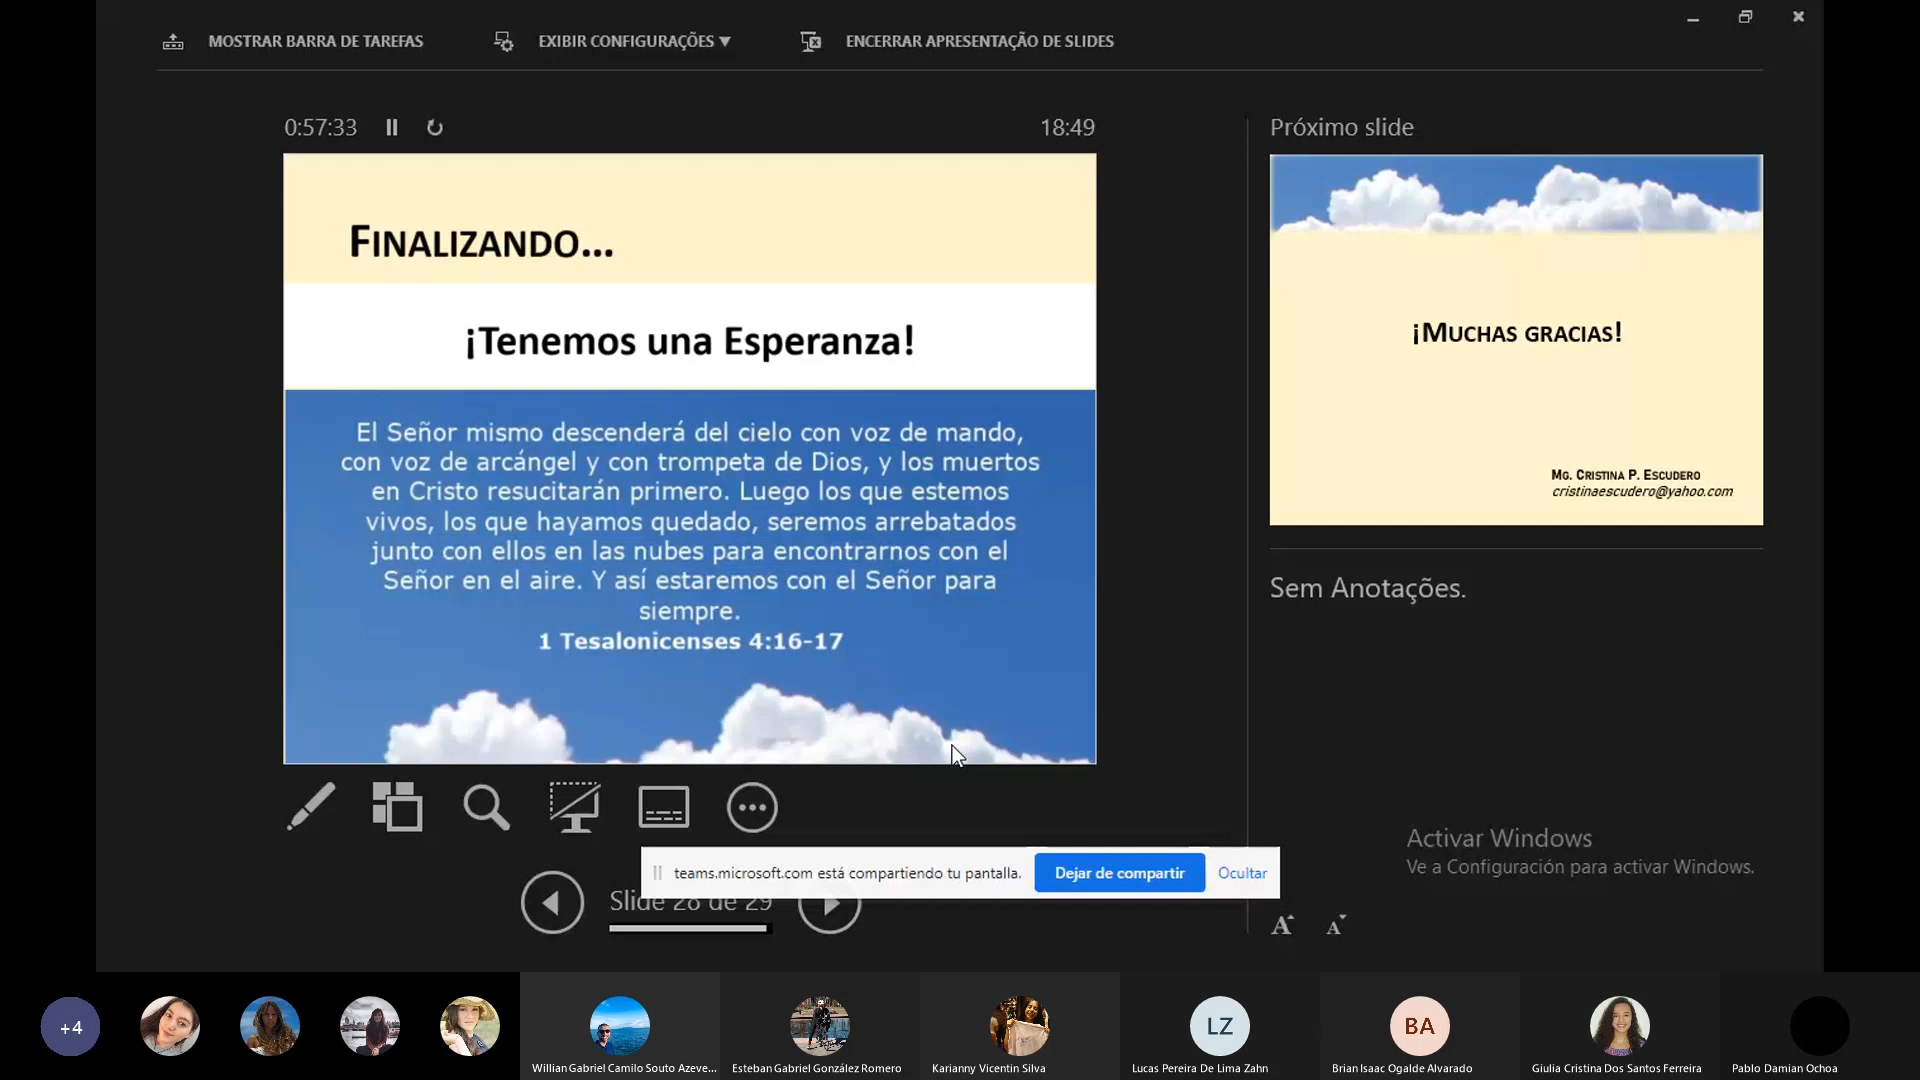 MOSTRAR BARRA DE TAREFAS
EXIBIR CONFIGURAÇÕES ▼
ENCERRAR APRESENTAÇÃO DE SLIDES
0:57:33
18:49
FINALIZANDO...
¡Tenemos una Esperanza!
El Señor mismo descenderá del cielo con voz de mando,
con voz de arcángel y con trompeta de Dios, y los muertos
en Cristo resucitarán primero. Luego los que estemos
vivos, los que hayamos quedado, seremos arrebatados
junto con ellos en las nubes para encontrarnos con el
Señor en el aire. Y así estaremos con el Señor para
siempre.
1 Tesalonicenses 4:16-17
Próximo slide
¡MUCHAS GRACIAS!
MG. CRISTINA P. ESCUDERO
cristinaescudero@yahoo.com
Sem Anotações.
Activar Windows
Ve a Configuración para activar Windows.
teams.microsoft.com está compartiendo tu pantalla.
Dejar de compartir
Ocultar
Slide 28 de 29
A A
+4
LZ
BA
Willian Gabriel Camilo Souto Azeve...
Esteban Gabriel González Romero
Karianny Vicentin Silva
Lucas Pereira De Lima Zahn
Brian Isaac Ogalde Alvarado
Giulia Cristina Dos Santos Ferreira
Pablo Damian Ochoa